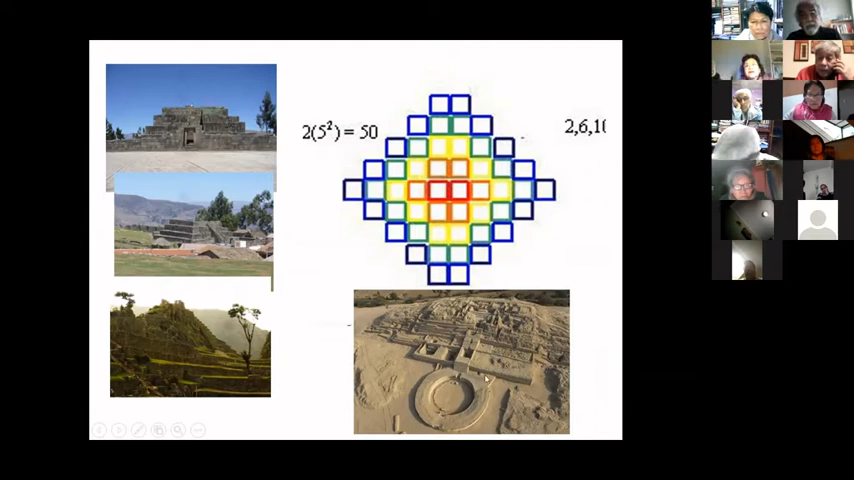 2(5²) = 50
2,6,1